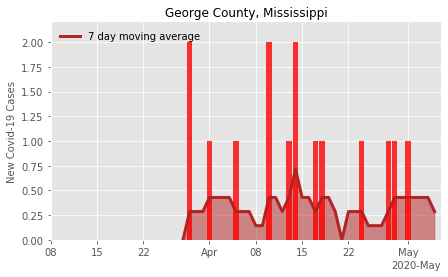 George County, Mississippi
7 day moving average
New Covid-19 Cases
2.00
1.75
1.50
1.25
1.00
0.75
0.50
0.25
0.00
08 15 22 Apr 08 15 22 May
2020-May